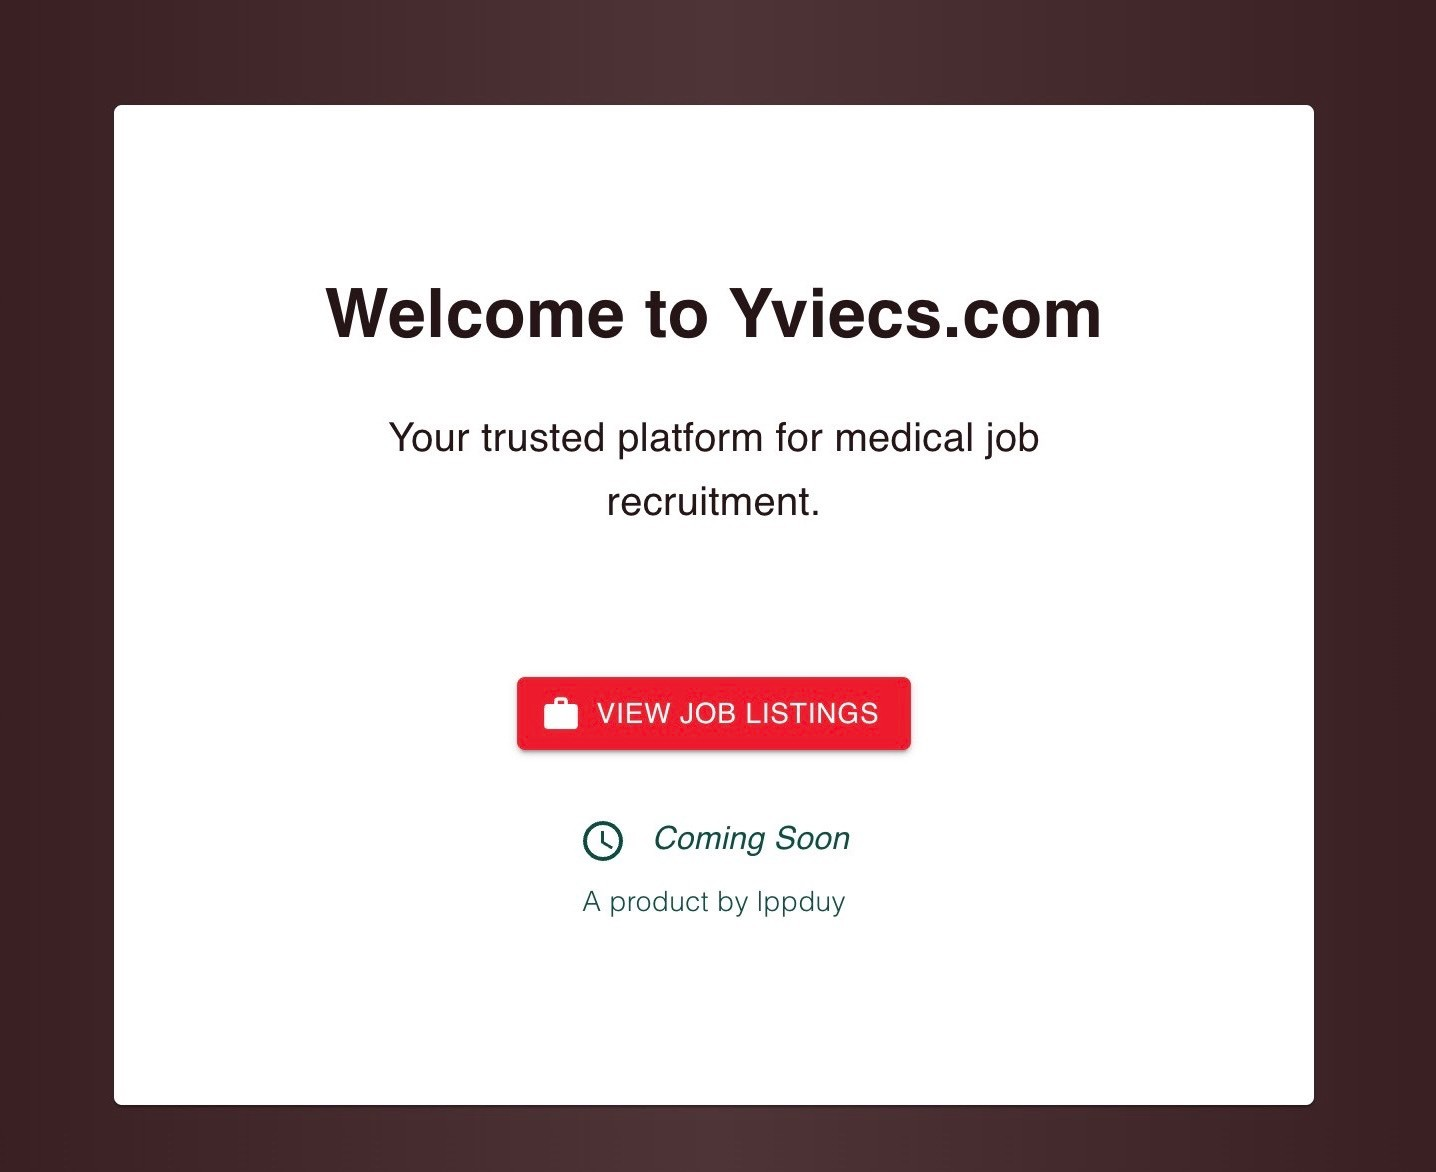 Welcome to Yviecs.com
Your trusted platform for medical job
recruitment.
VIEW JOB LISTINGS
Coming Soon
A product by lppduy